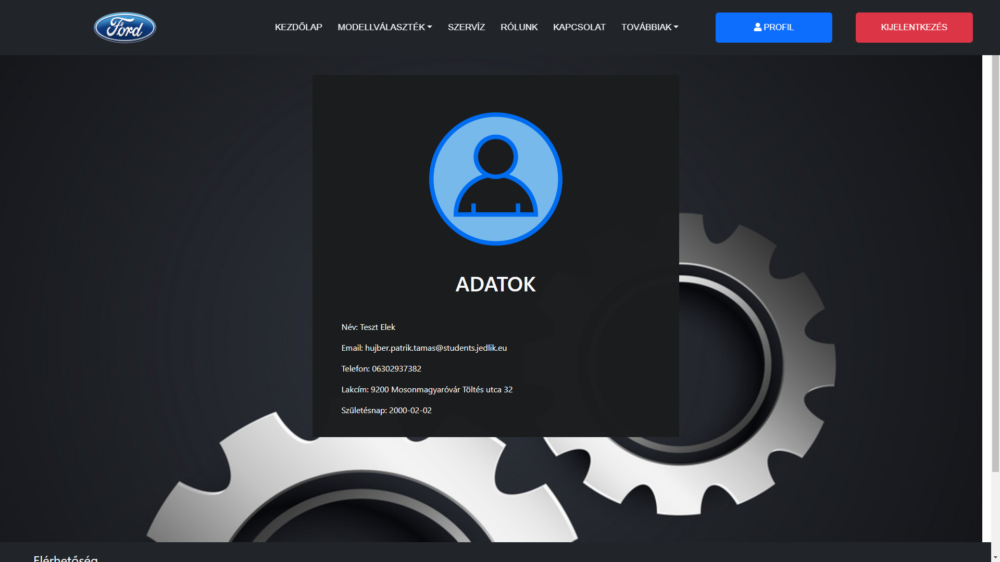 Ford
KEZDŐLAP MODELLVÁLASZTÉK SZERVÍZ RÓLUNK KAPCSOLAT TOVÁBBIAK PROFIL KIJELENTKEZÉS
ADATOK
Név: Teszt Elek
Email: hujber.patrik.tamas@students.jedlik.eu
Telefon: 06302937382
Lakcím: 9200 Mosonmagyaróvár Töltés utca 32
Születésnap: 2000-02-02
Elérhetőség